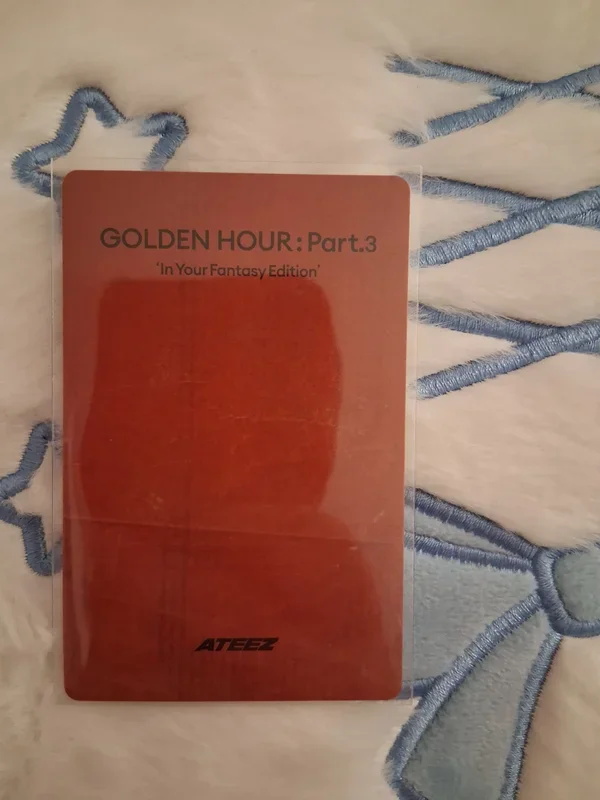 GOLDEN HOUR : Part.3
'In Your Fantasy Edition'
ATEEZ